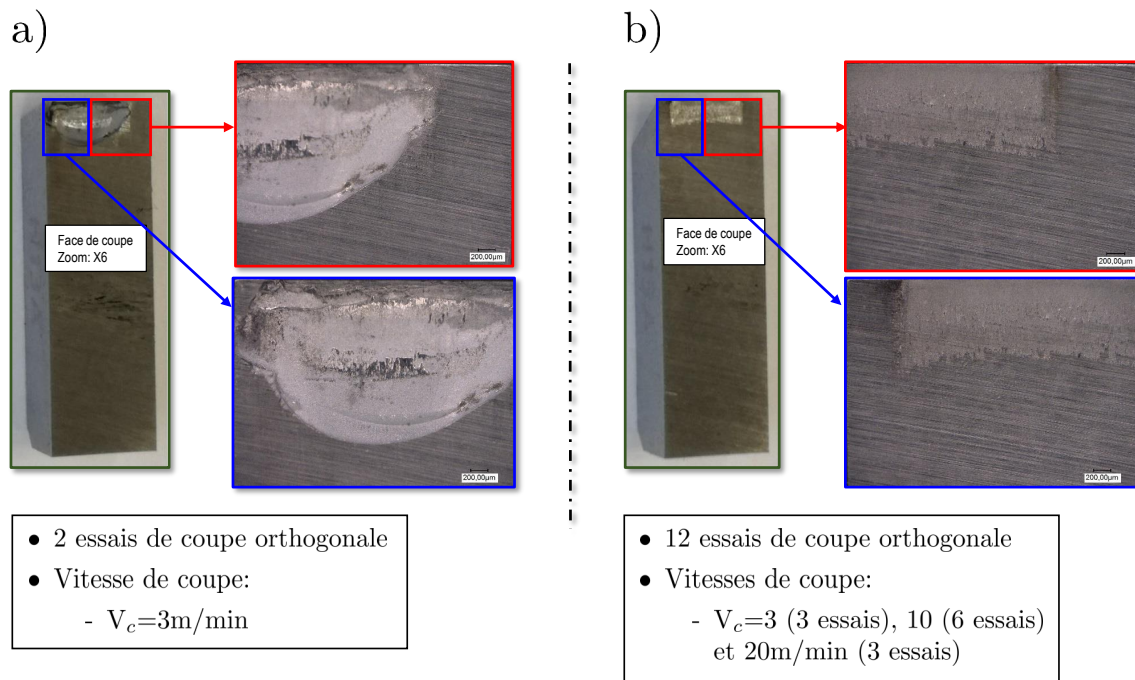 a)
Face de coupe
Zoom: X6
200,00µm
200,00µm
• 2 essais de coupe orthogonale
• Vitesse de coupe:
- Vc=3m/min
b)
Face de coupe
Zoom: X6
200,00µm
200,00µm
• 12 essais de coupe orthogonale
• Vitesses de coupe:
- Vc=3 (3 essais), 10 (6 essais)
et 20m/min (3 essais)